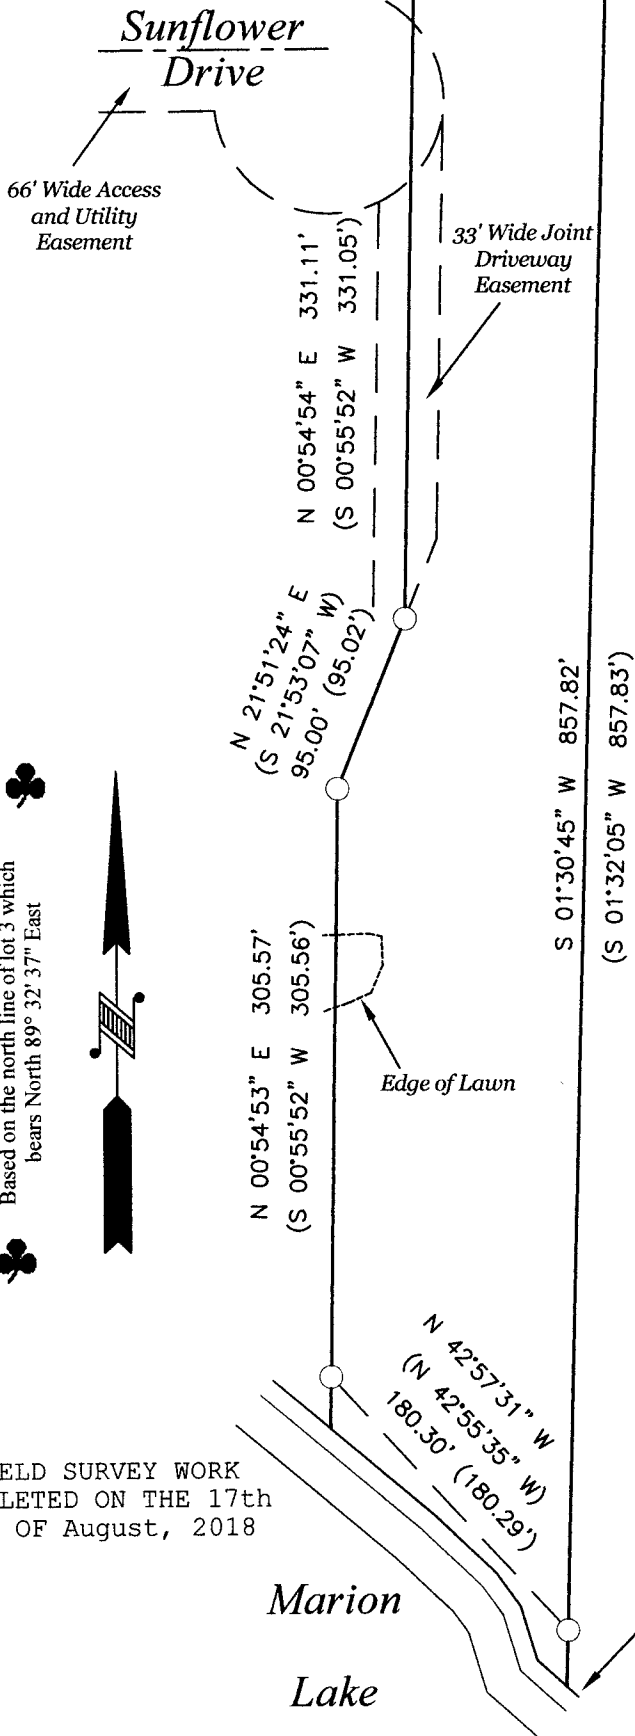 Sunflower
Drive
66' Wide Access
and Utility
Easement
33' Wide Joint
Driveway
Easement
N 00°54'54" E 331.11'
(S 00°55'52" W 331.05')
N 21°51'24" E
(S 21°53'07" W)
95.00' (95.02')
S 01°30'45" W 857.82'
(S 01°32'05" W 857.83')
Based on the north line of lot 3 which
bears North 89° 32' 37" East
N 00°54'53" E 305.57'
(S 00°55'52" W 305.56')
Edge of Lawn
N 42°57'31" W
(N 42°55'35" W)
180.30' (180.29')
ELD SURVEY WORK
LETED ON THE 17th
OF August, 2018
Marion
Lake